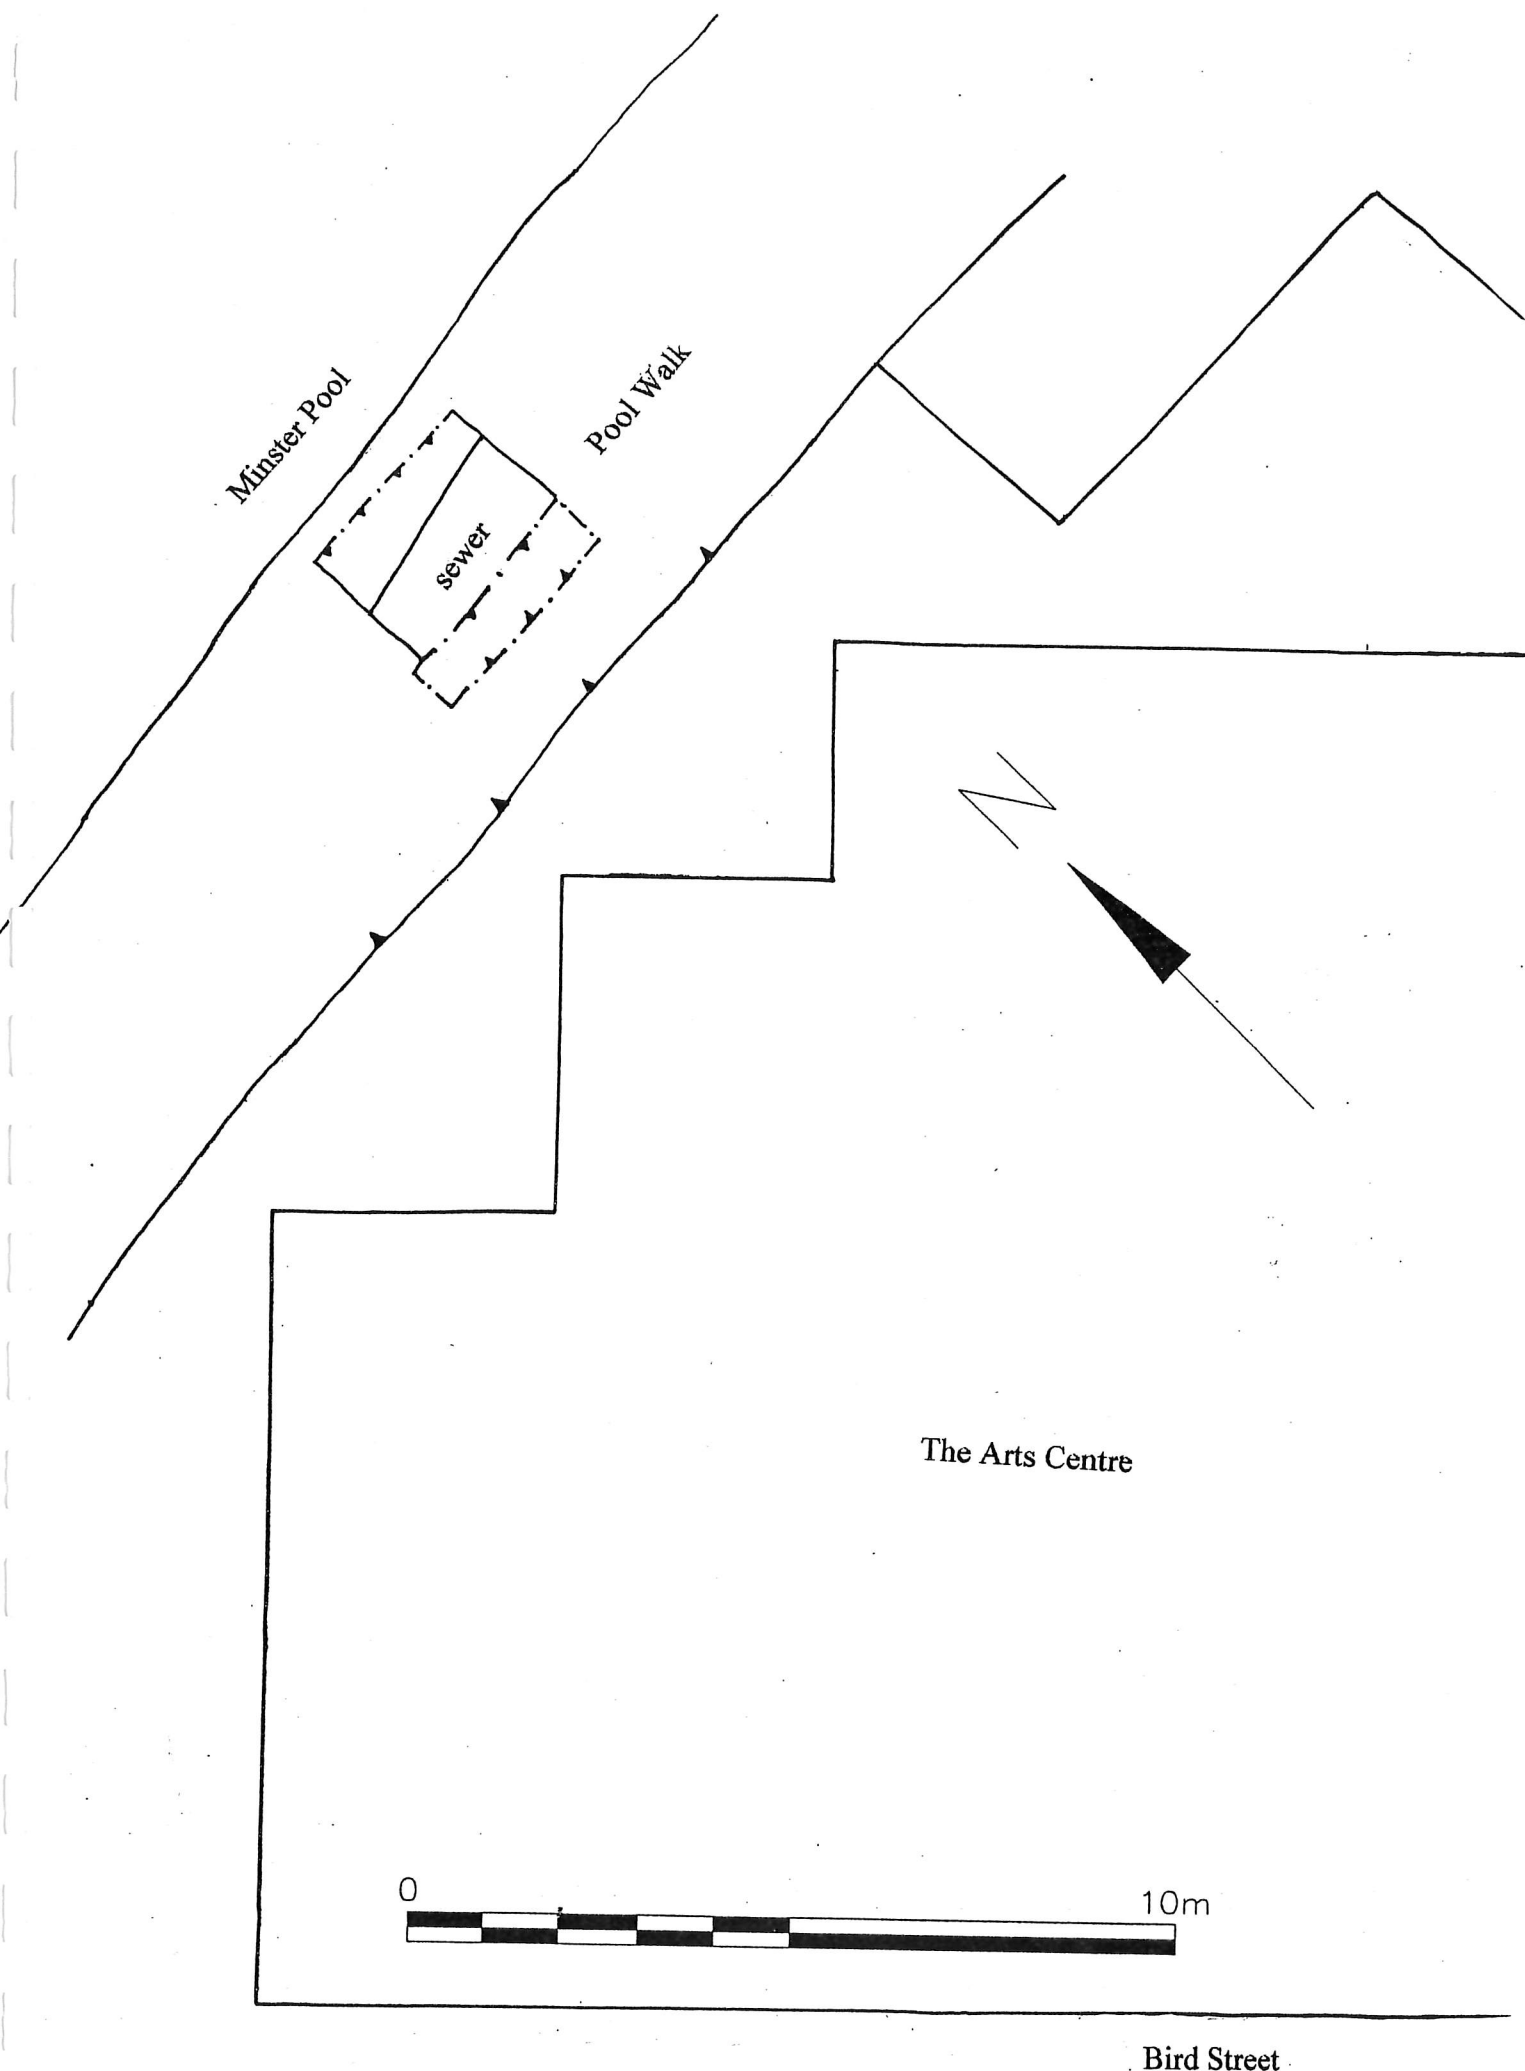 Minster Pool
Pool Walk
sewer
N
The Arts Centre
0 10m
Bird Street